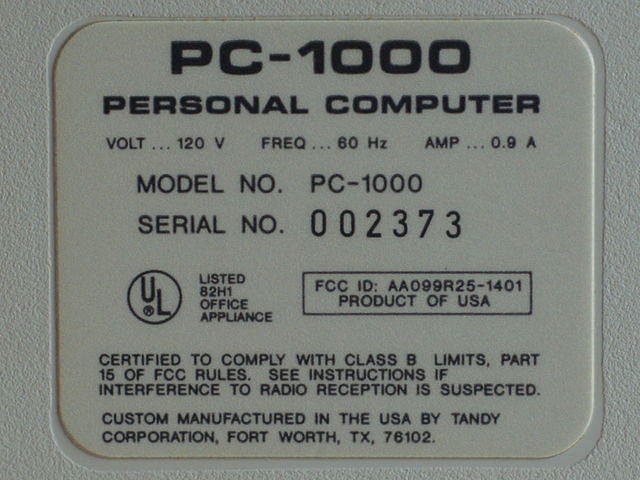 PC-1000
PERSONAL COMPUTER
VOLT ... 120 V FREQ ... 60 Hz AMP ... 0.9 A
MODEL NO. PC-1000
SERIAL NO. 002373
UL
®
LISTED
82H1
OFFICE
APPLIANCE
FCC ID: AA099R25-1401
PRODUCT OF USA
CERTIFIED TO COMPLY WITH CLASS B LIMITS, PART
15 OF FCC RULES. SEE INSTRUCTIONS IF
INTERFERENCE TO RADIO RECEPTION IS SUSPECTED.
CUSTOM MANUFACTURED IN THE USA BY TANDY
CORPORATION, FORT WORTH, TX, 76102.